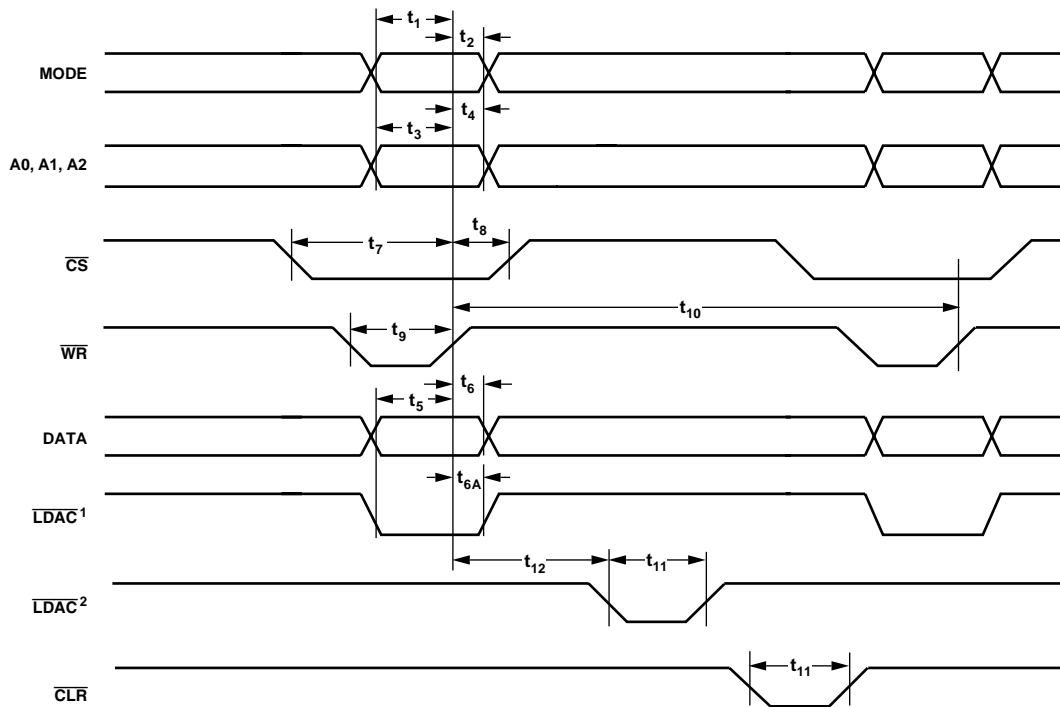 t1
t2
MODE
t4
t3
A0, A1, A2
t8
t7
CS
t10
t9
WR
t6
t5
DATA
t6A
LDAC1
t12 t11
LDAC2
t11
CLR